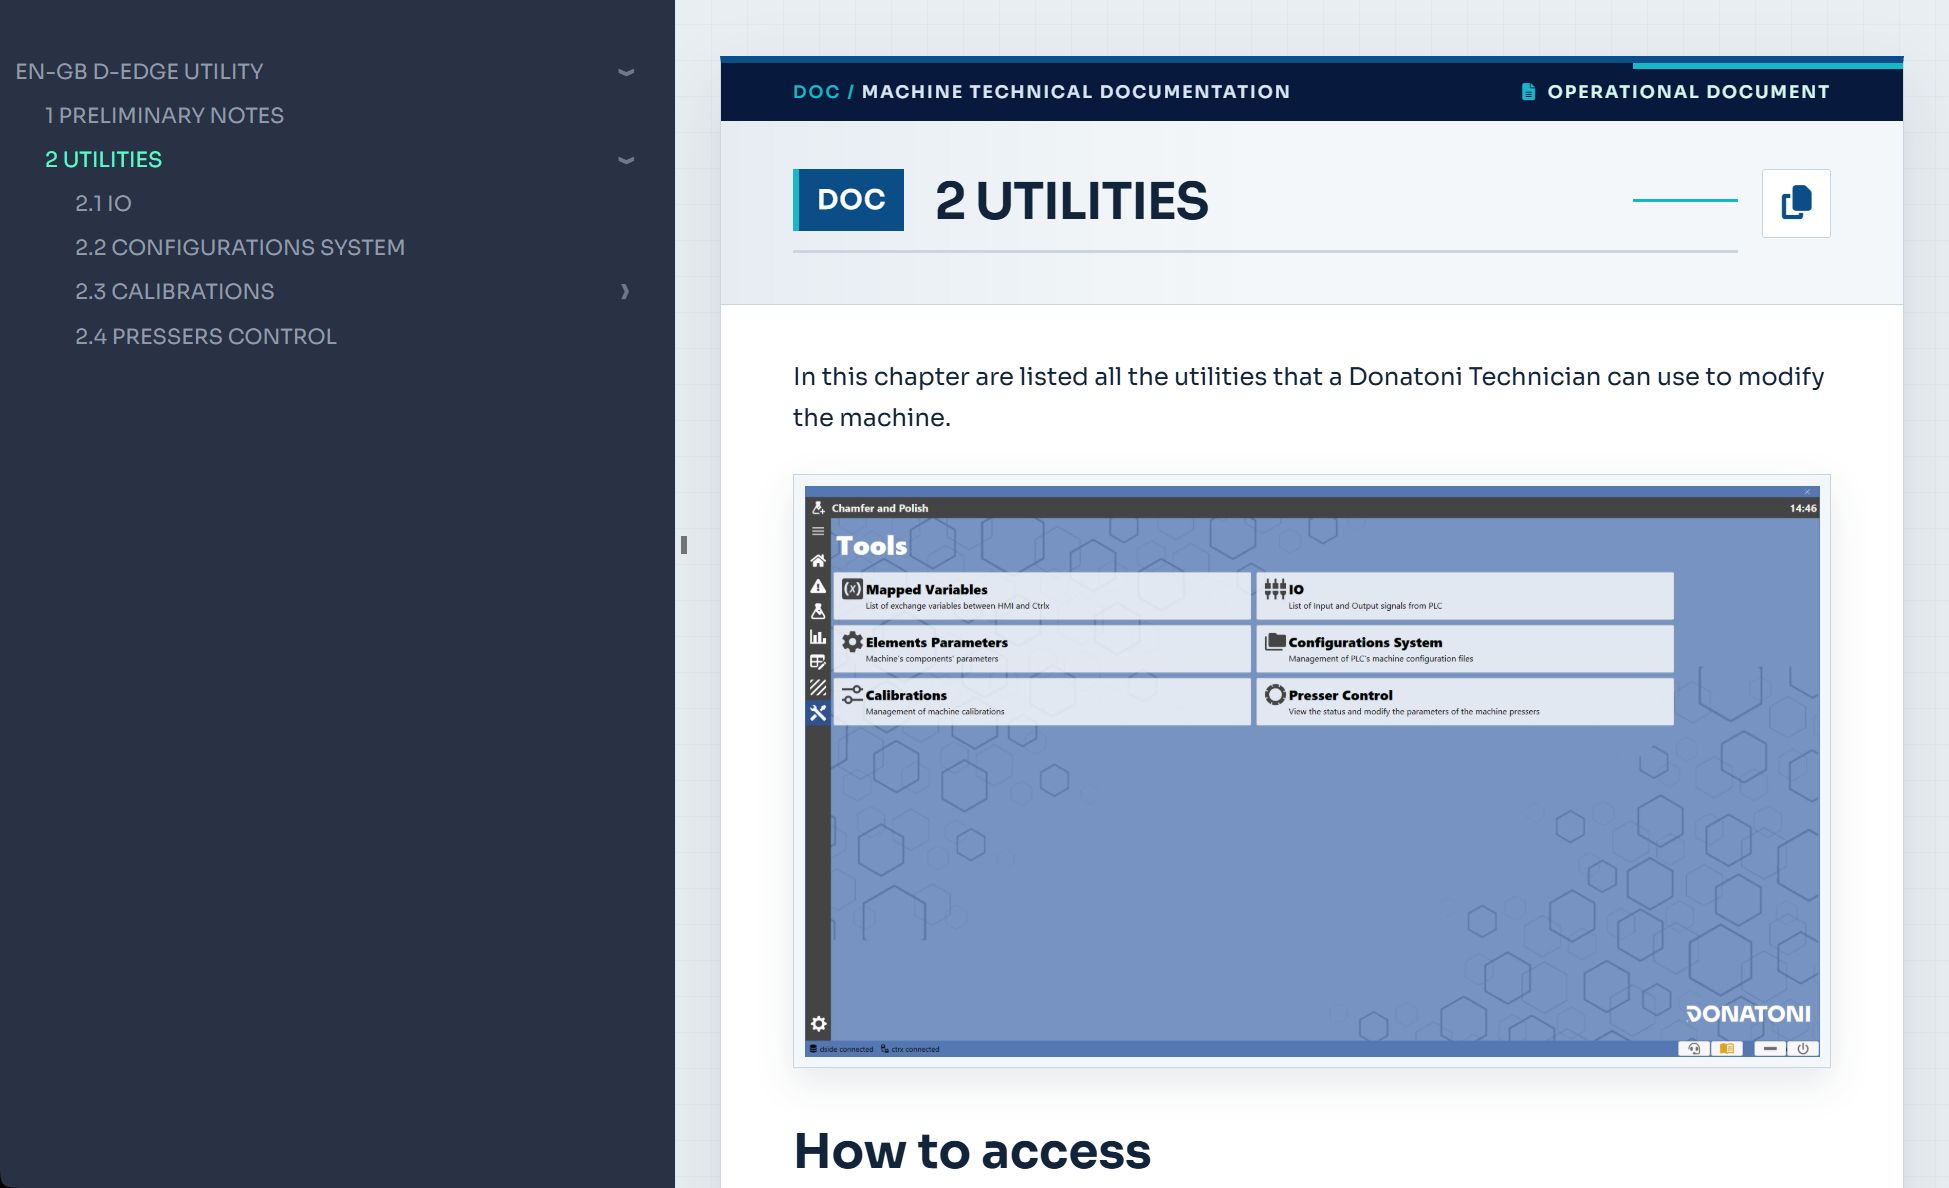 EN-GB D-EDGE UTILITY
1 PRELIMINARY NOTES
2 UTILITIES
2.1 IO
2.2 CONFIGURATIONS SYSTEM
2.3 CALIBRATIONS
2.4 PRESSERS CONTROL
DOC / MACHINE TECHNICAL DOCUMENTATION
OPERATIONAL DOCUMENT
DOC
2 UTILITIES
In this chapter are listed all the utilities that a Donatoni Technician can use to modify
the machine.
Chamfer and Polish
14:46
Tools
Mapped Variables
List of exchange variables between HMI and Ctrlx
IO
List of Input and Output signals from PLC
Elements Parameters
Machine's components' parameters
Configurations System
Management of PLC's machine configuration files
Calibrations
Management of machine calibrations
Presser Control
View the status and modify the parameters of the machine pressers
DONATONI
dside connected
ctrx connected
How to access